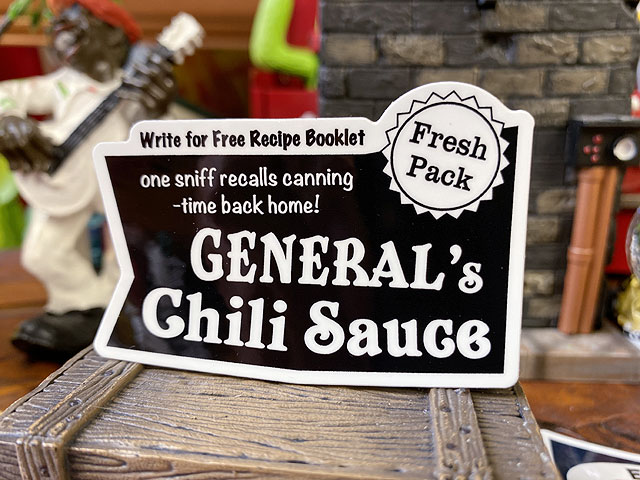 Write for Free Recipe Booklet
Fresh
Pack
one sniff recalls canning
-time back home!
GENERAL's
Chili Sauce